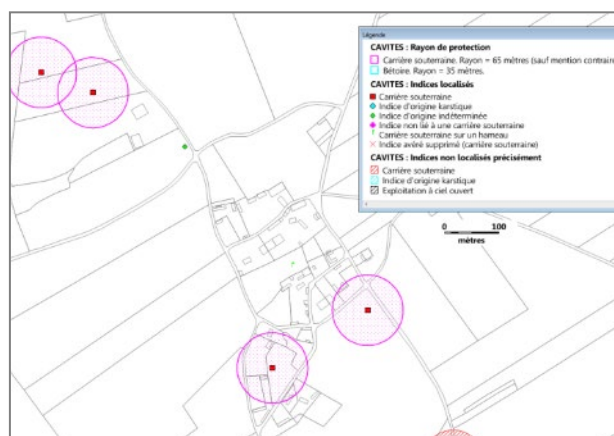 Légende
CAVITES : Rayon de protection
Carrière souterraine. Rayon = 65 mètres (sauf mention contraire
Bétoire. Rayon = 35 mètres.
CAVITES : Indices localisés
Carrière souterraine
Indice d'origine karstique
Indice d'origine indéterminée
Indice non lié à une carrière souterraine
Carrière souterraine sur un hameau
Indice avéré supprimé (carrière souterraine)
CAVITES : Indices non localisés précisément
Carrière souterraine
Indice d'origine karstique
Exploitation à ciel ouvert
0 100
mètres